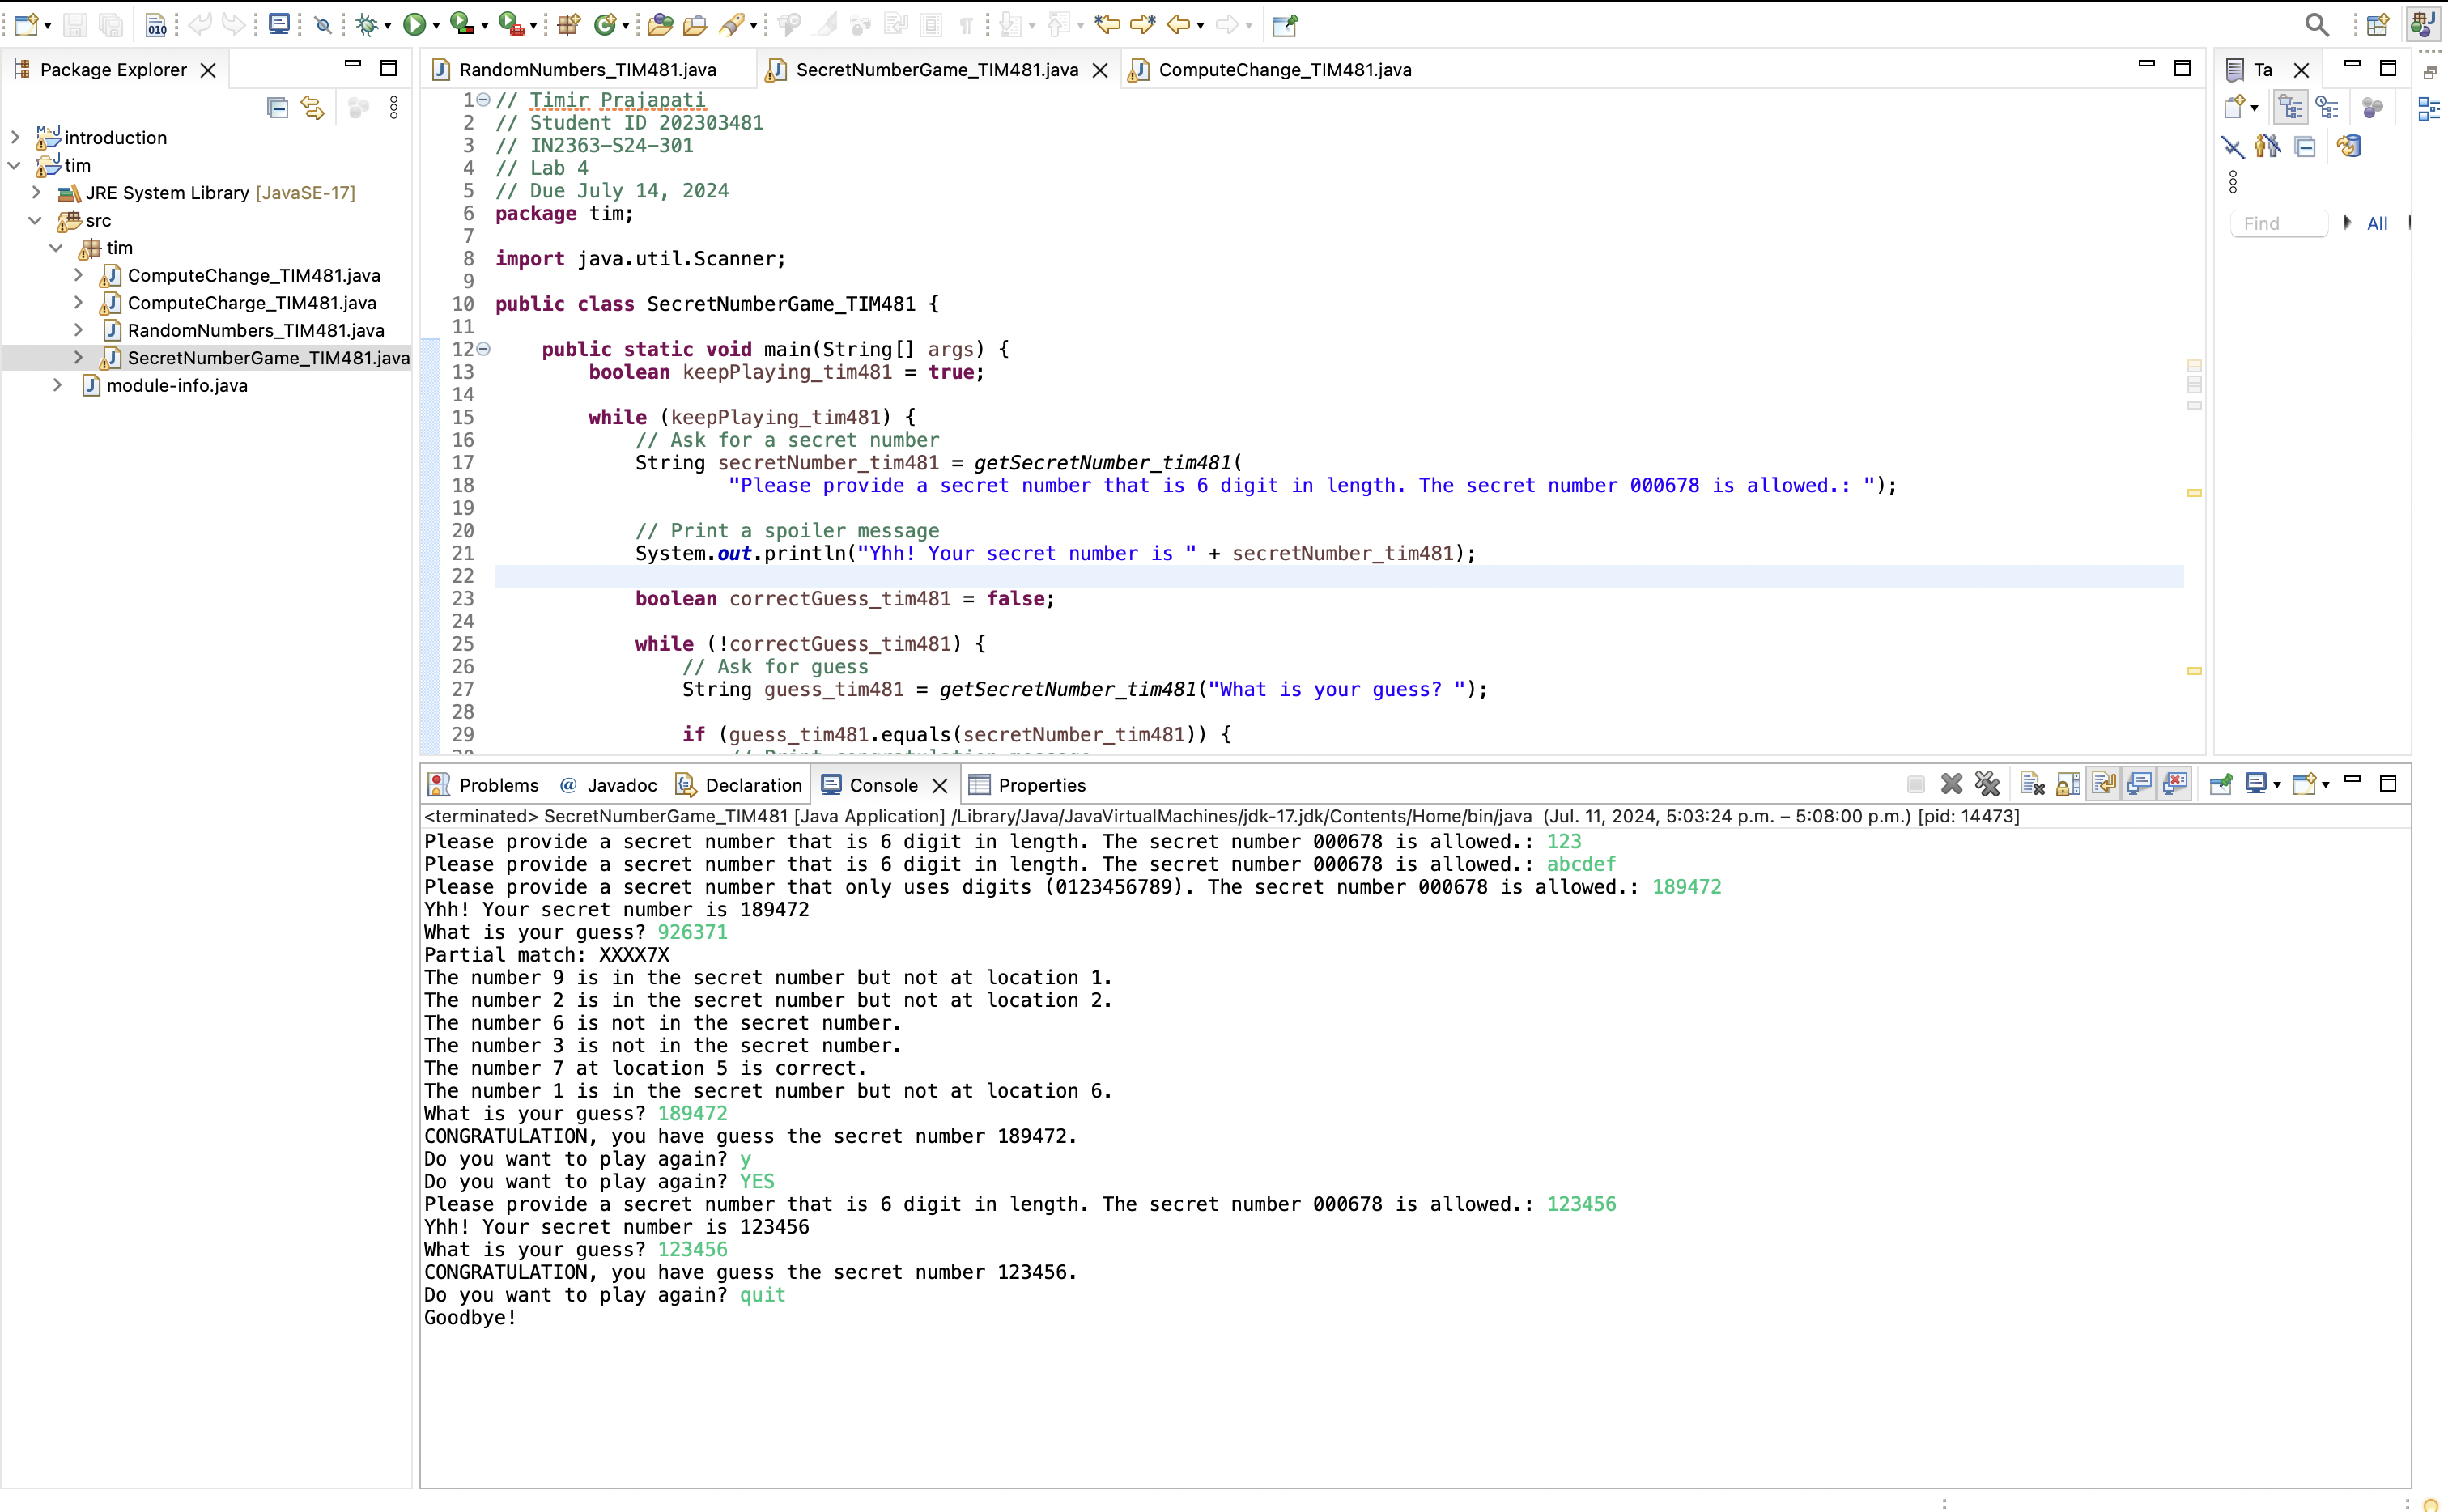 Package Explorer
introduction
tim
JRE System Library [JavaSE-17]
src
tim
ComputeChange_TIM481.java
ComputeCharge_TIM481.java
RandomNumbers_TIM481.java
SecretNumberGame_TIM481.java
module-info.java
RandomNumbers_TIM481.java
SecretNumberGame_TIM481.java
ComputeChange_TIM481.java
1 // Timir Prajapati
2 // Student ID 202303481
3 // IN2363-S24-301
4 // Lab 4
5 // Due July 14, 2024
6 package tim;
7
8 import java.util.Scanner;
9
10 public class SecretNumberGame_TIM481 {
11
12 public static void main(String[] args) {
13 boolean keepPlaying_tim481 = true;
14
15 while (keepPlaying_tim481) {
16 // Ask for a secret number
17 String secretNumber_tim481 = getSecretNumber_tim481(
18 "Please provide a secret number that is 6 digit in length. The secret number 000678 is allowed.: ");
19
20 // Print a spoiler message
21 System.out.println("Yhh! Your secret number is " + secretNumber_tim481);
22
23 boolean correctGuess_tim481 = false;
24
25 while (!correctGuess_tim481) {
26 // Ask for guess
27 String guess_tim481 = getSecretNumber_tim481("What is your guess? ");
28
29 if (guess_tim481.equals(secretNumber_tim481)) {
Ta
Find
All
Problems
@ Javadoc
Declaration
Console
Properties
<terminated> SecretNumberGame_TIM481 [Java Application] /Library/Java/JavaVirtualMachines/jdk-17.jdk/Contents/Home/bin/java (Jul. 11, 2024, 5:03:24 p.m. – 5:08:00 p.m.) [pid: 14473]
Please provide a secret number that is 6 digit in length. The secret number 000678 is allowed.: 123
Please provide a secret number that is 6 digit in length. The secret number 000678 is allowed.: abcdef
Please provide a secret number that only uses digits (0123456789). The secret number 000678 is allowed.: 189472
Yhh! Your secret number is 189472
What is your guess? 926371
Partial match: XXXX7X
The number 9 is in the secret number but not at location 1.
The number 2 is in the secret number but not at location 2.
The number 6 is not in the secret number.
The number 3 is not in the secret number.
The number 7 at location 5 is correct.
The number 1 is in the secret number but not at location 6.
What is your guess? 189472
CONGRATULATION, you have guess the secret number 189472.
Do you want to play again? y
Do you want to play again? YES
Please provide a secret number that is 6 digit in length. The secret number 000678 is allowed.: 123456
Yhh! Your secret number is 123456
What is your guess? 123456
CONGRATULATION, you have guess the secret number 123456.
Do you want to play again? quit
Goodbye!